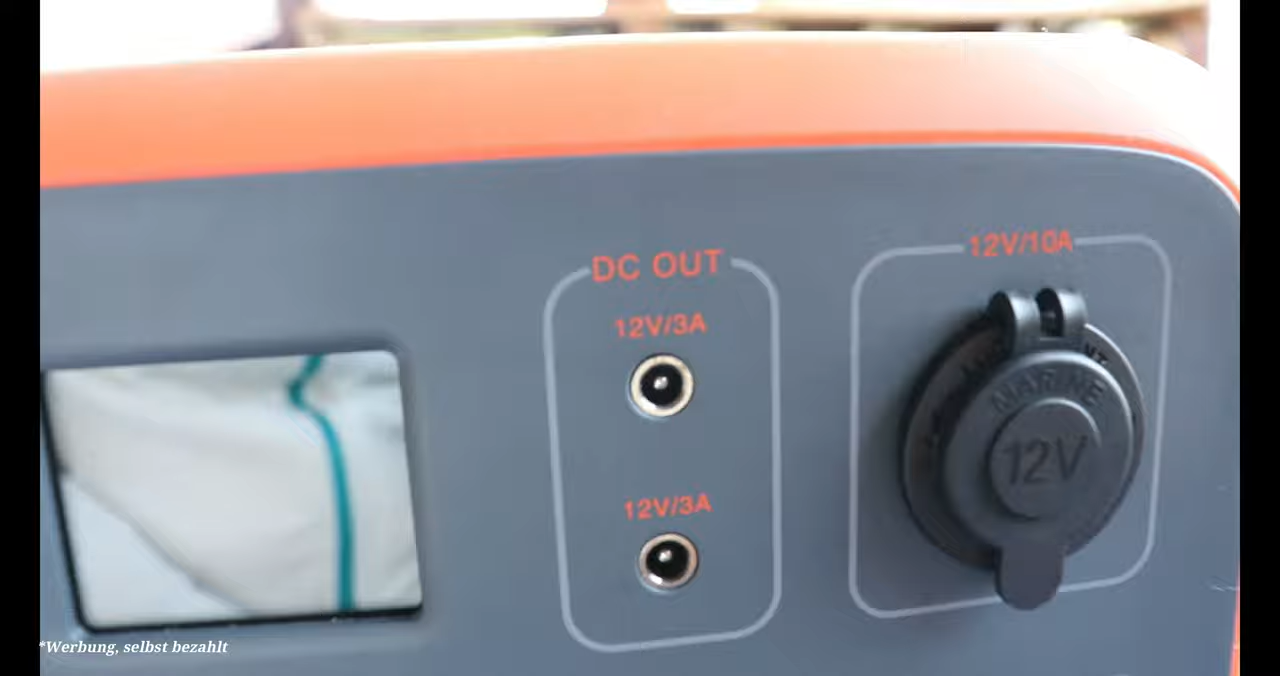 DC OUT
12V/3A
12V/3A
12V/10A
MARINE
12V
*Werbung, selbst bezahlt